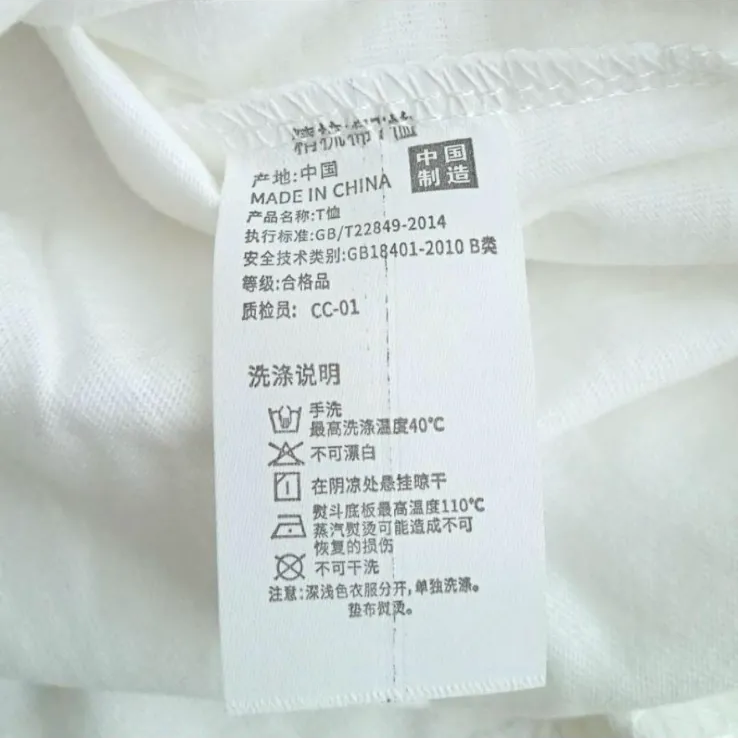 精梳棉T恤
产地:中国
MADE IN CHINA
中国
制造
产品名称:T恤
执行标准:GB/T22849-2014
安全技术类别:GB18401-2010 B类
等级:合格品
质检员: CC-01
洗涤说明
手洗
最高洗涤温度40℃
不可漂白
在阴凉处悬挂晾干
熨斗底板最高温度110℃
蒸汽熨烫可能造成不可
恢复的损伤
不可干洗
注意:深浅色衣服分开,单独洗涤。
垫布熨烫。